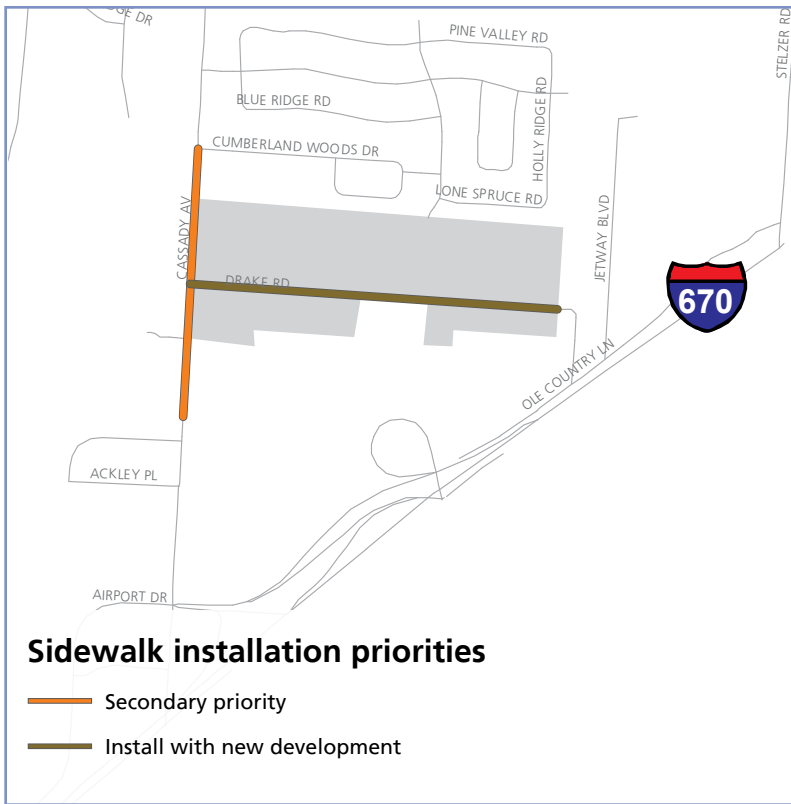 PINE VALLEY RD
STELZER RD
BLUE RIDGE RD
HOLLY RIDGE RD
CUMBERLAND WOODS DR
LONE SPRUCE RD
CASSADY AV
JETWAY BLVD
DRAKE RD
670
OLE COUNTRY LN
ACKLEY PL
AIRPORT DR
Sidewalk installation priorities
Secondary priority
Install with new development